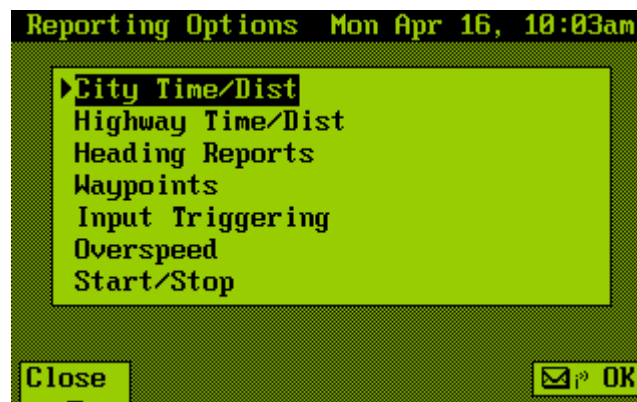 Reporting Options Mon Apr 16, 10:03am
City Time/Dist
Highway Time/Dist
Heading Reports
Waypoints
Input Triggering
Overspeed
Start/Stop
Close OK